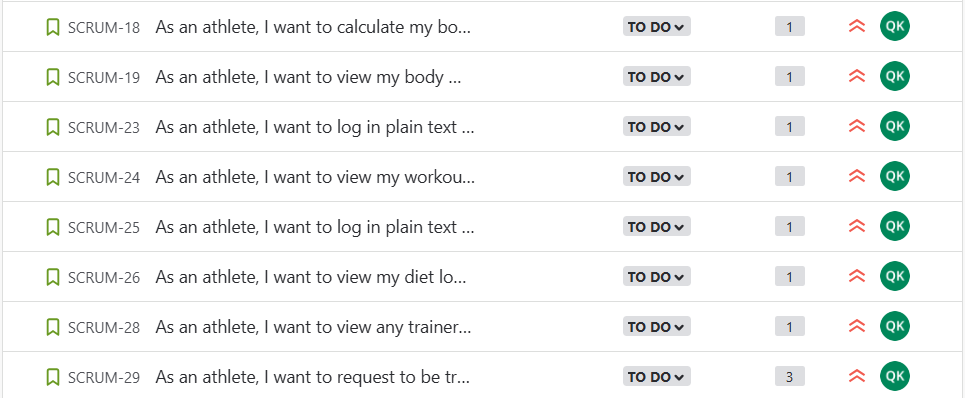 SCRUM-18 As an athlete, I want to calculate my bo... TO DO 1 QK
SCRUM-19 As an athlete, I want to view my body ... TO DO 1 QK
SCRUM-23 As an athlete, I want to log in plain text ... TO DO 1 QK
SCRUM-24 As an athlete, I want to view my workou... TO DO 1 QK
SCRUM-25 As an athlete, I want to log in plain text ... TO DO 1 QK
SCRUM-26 As an athlete, I want to view my diet lo... TO DO 1 QK
SCRUM-28 As an athlete, I want to view any trainer... TO DO 1 QK
SCRUM-29 As an athlete, I want to request to be tr... TO DO 3 QK